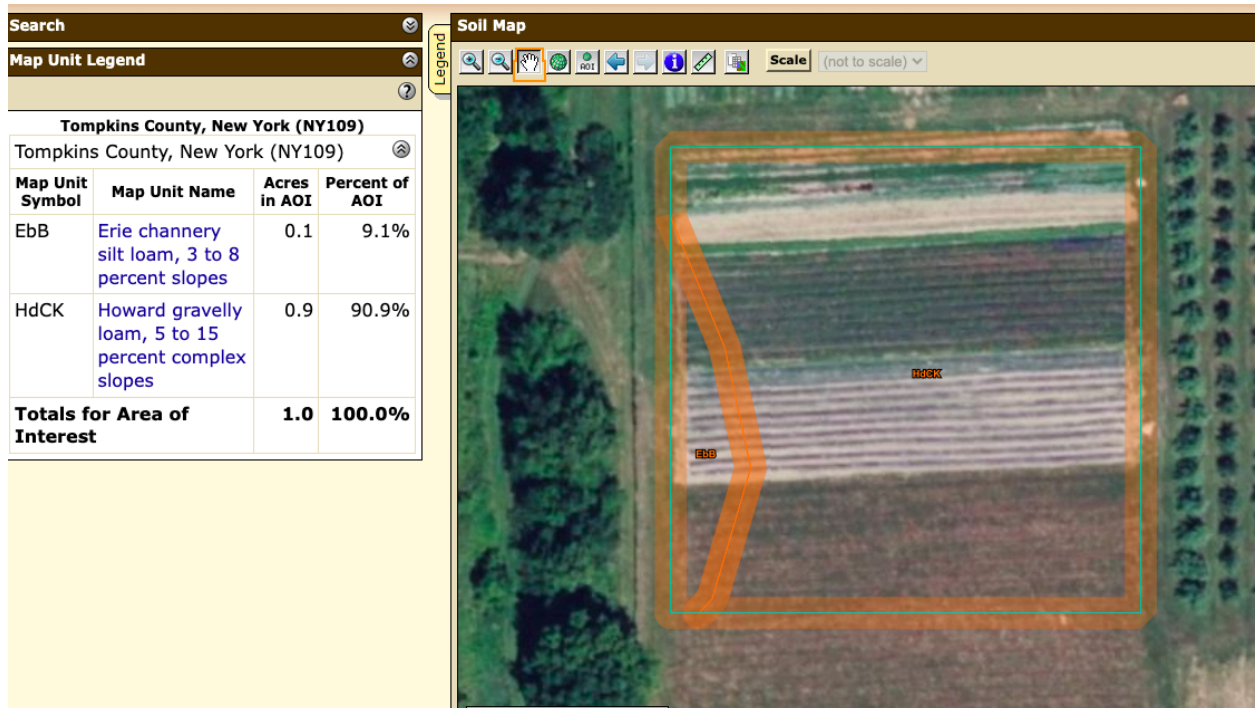 Search
Map Unit Legend
Tompkins County, New York (NY109)
Tompkins County, New York (NY109)
Map Unit Symbol Map Unit Name Acres in AOI Percent of AOI
EbB Erie channery silt loam, 3 to 8 percent slopes 0.1 9.1%
HdCK Howard gravelly loam, 5 to 15 percent complex slopes 0.9 90.9%
Totals for Area of Interest 1.0 100.0%
Legend
Soil Map
AOI
Scale (not to scale)
HdCK
EbB